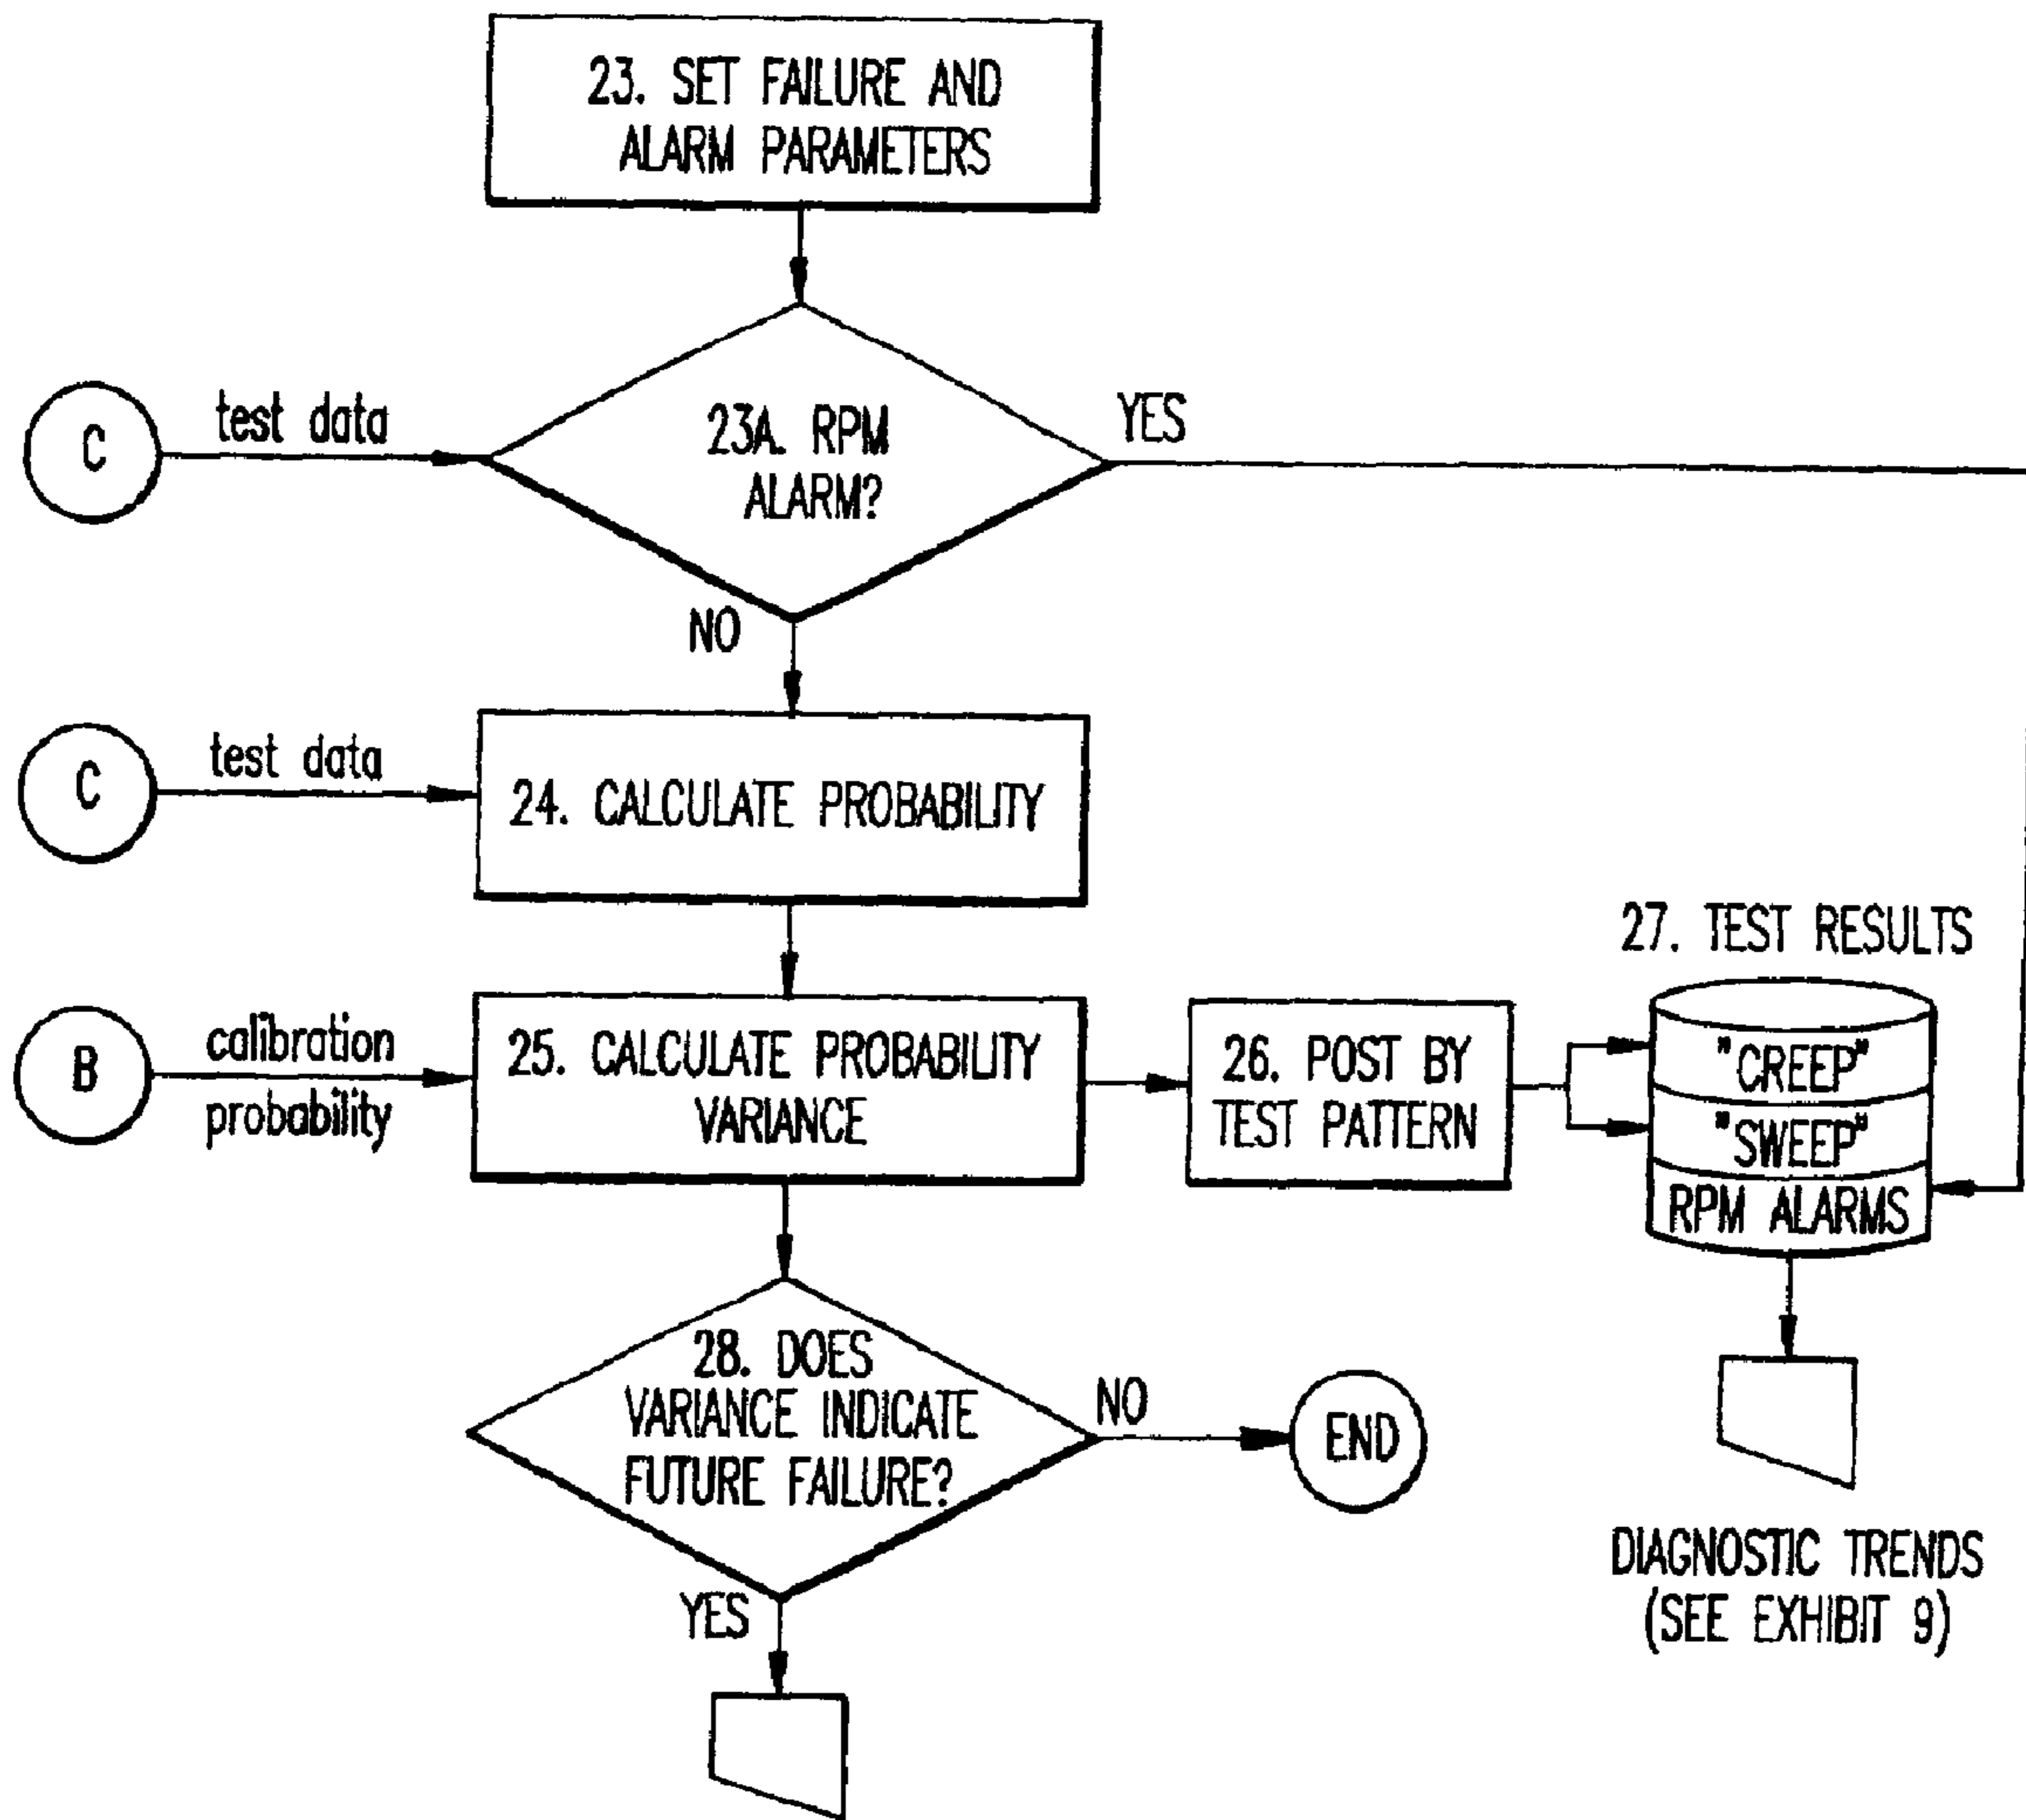 23. SET FAILURE AND
ALARM PARAMETERS
C
test data
23A. RPM
ALARM?
YES
NO
C
test data
24. CALCULATE PROBABILITY
B
calibration
probability
25. CALCULATE PROBABILITY
VARIANCE
26. POST BY
TEST PATTERN
27. TEST RESULTS
"CREEP"
"SWEEP"
RPM ALARMS
28. DOES
VARIANCE INDICATE
FUTURE FAILURE?
NO
END
YES
DIAGNOSTIC TRENDS
(SEE EXHIBIT 9)